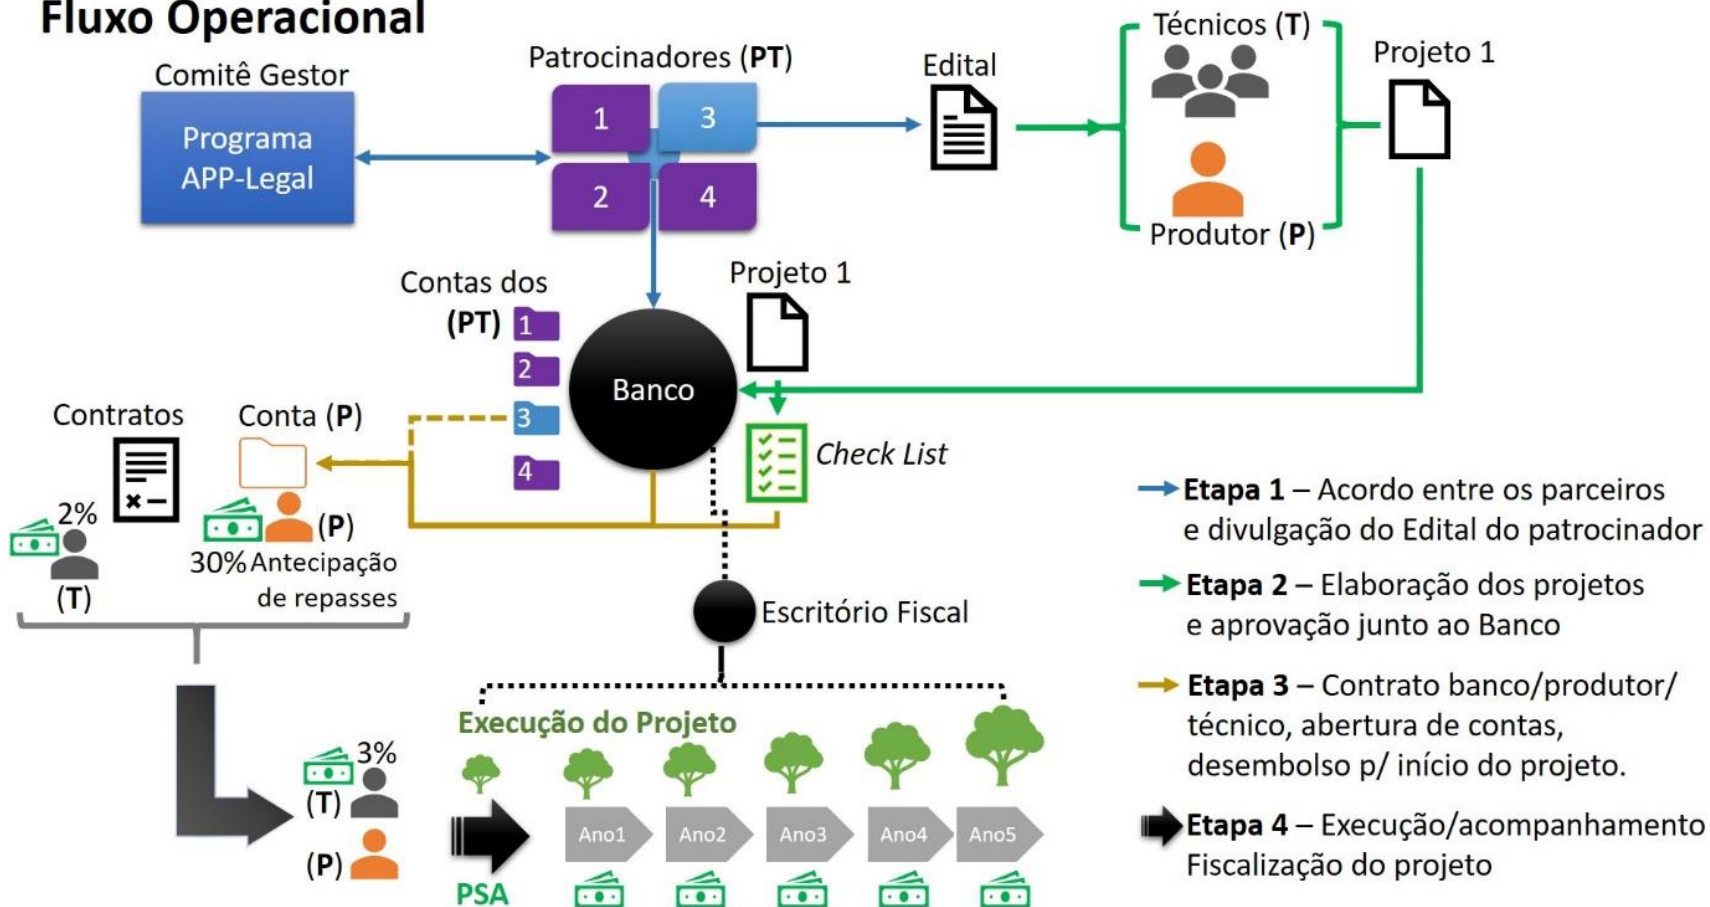 Fluxo Operacional
Comitê Gestor
Programa
APP-Legal
Patrocinadores (PT)
1
3
2
4
Edital
Técnicos (T)
Produtor (P)
Projeto 1
Contas dos
(PT)
1
2
3
4
Banco
Projeto 1
Check List
Contratos
Conta (P)
2%
(T)
(P)
30% Antecipação
de repasses
Escritório Fiscal
Execução do Projeto
3%
(T)
(P)
PSA
Ano1
Ano2
Ano3
Ano4
Ano5
Etapa 1 – Acordo entre os parceiros
e divulgação do Edital do patrocinador
Etapa 2 – Elaboração dos projetos
e aprovação junto ao Banco
Etapa 3 – Contrato banco/produtor/
técnico, abertura de contas,
desembolso p/ início do projeto.
Etapa 4 – Execução/acompanhamento
Fiscalização do projeto